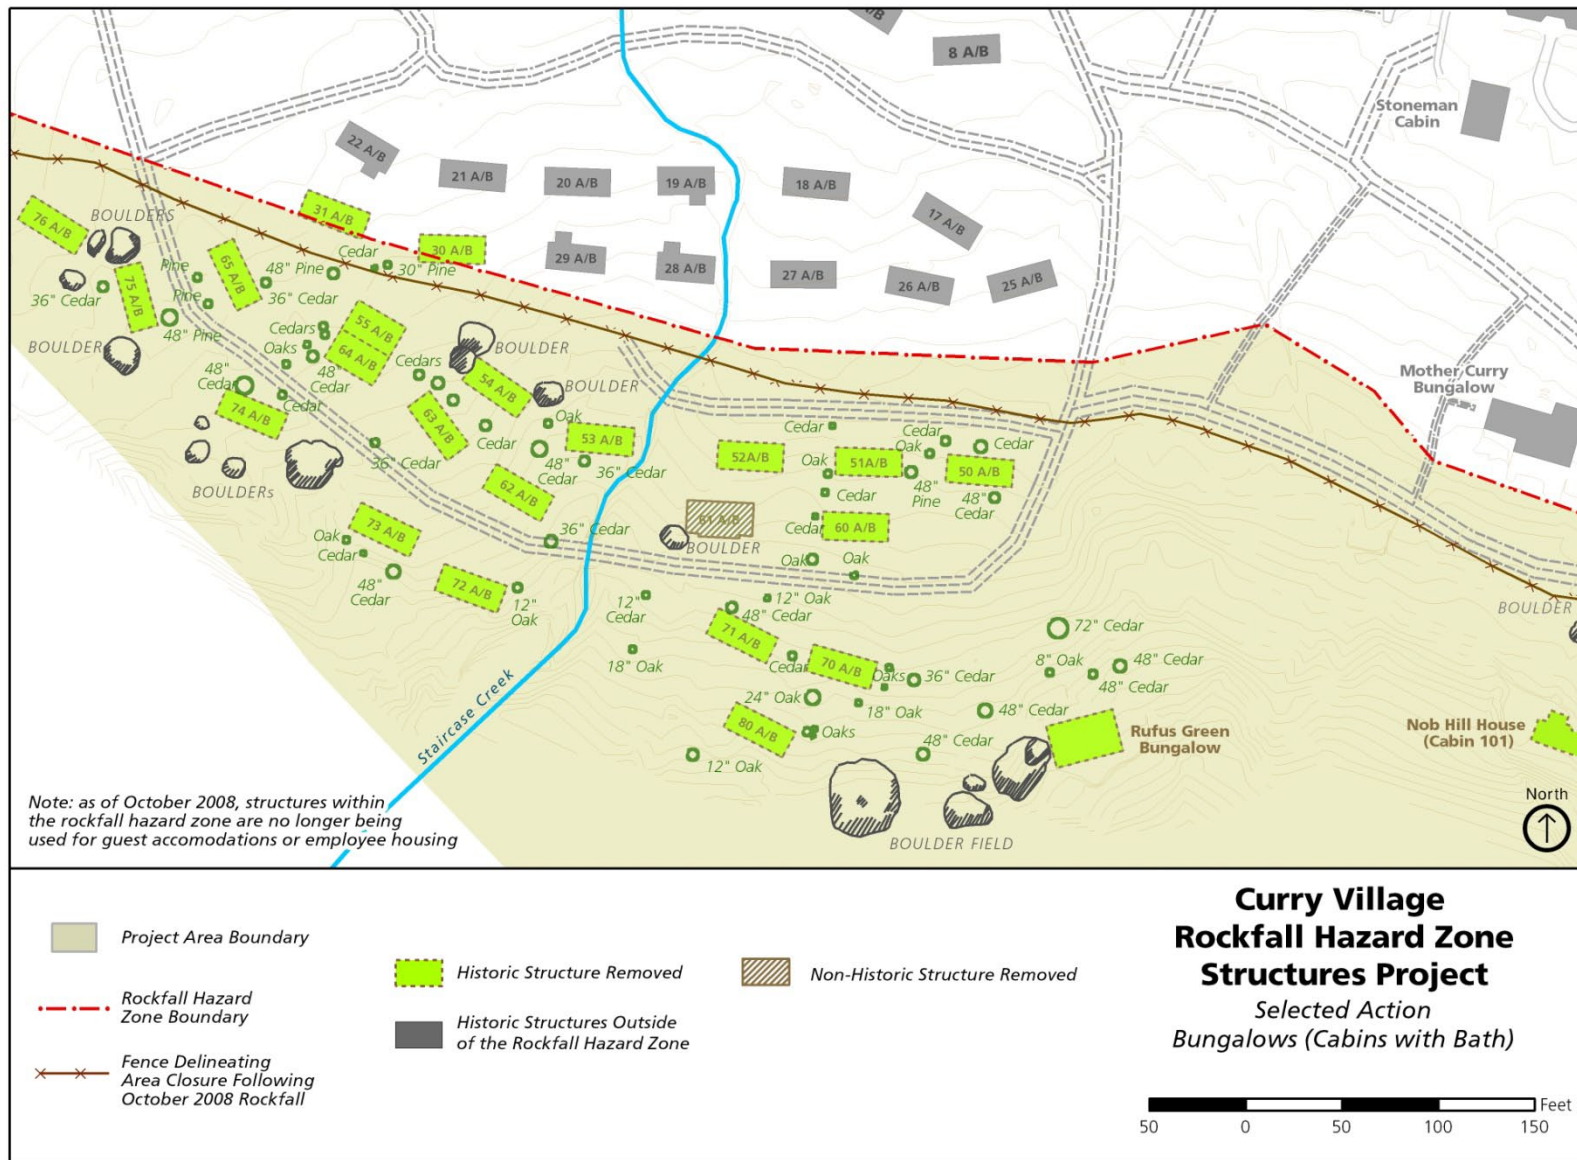 A/B
8 A/B
Stoneman
Cabin
22 A/B
21 A/B
20 A/B
19 A/B
18 A/B
17 A/B
76 A/B
BOULDERS
31 A/B
30 A/B
29 A/B
28 A/B
27 A/B
26 A/B
25 A/B
Cedar
30" Pine
Pine
65 A/B
48" Pine
36" Cedar
75 A/B
36" Cedar
Pine
48" Pine
BOULDER
Cedars
55 A/B
64 A/B
Oaks
48"
Cedar
48"
Cedar
Cedar
74 A/B
Cedars
BOULDER
54 A/B
BOULDER
63 A/B
Cedar
Oak
53 A/B
48"
Cedar
36" Cedar
36" Cedar
BOULDERs
62 A/B
Mother Curry
Bungalow
Cedar
52A/B
Oak
51A/B
Oak
Cedar
Cedar
50 A/B
48"
Pine
48"
Cedar
Cedar
61 A/B
BOULDER
Cedar
60 A/B
Oak
Oak
73 A/B
Oak
Cedar
48"
Cedar
36" Cedar
72 A/B
12"
Oak
12"
Cedar
18" Oak
12" Oak
48" Cedar
71 A/B
Cedar
70 A/B
Oaks
36" Cedar
24" Oak
18" Oak
80 A/B
Oaks
12" Oak
48" Cedar
48" Cedar
72" Cedar
8" Oak
48" Cedar
48" Cedar
BOULDER
Rufus Green
Bungalow
Nob Hill House
(Cabin 101)
BOULDER FIELD
Staircase Creek
North
Note: as of October 2008, structures within
the rockfall hazard zone are no longer being
used for guest accomodations or employee housing
Project Area Boundary
Rockfall Hazard
Zone Boundary
Fence Delineating
Area Closure Following
October 2008 Rockfall
Historic Structure Removed
Historic Structures Outside
of the Rockfall Hazard Zone
Non-Historic Structure Removed
Curry Village
Rockfall Hazard Zone
Structures Project
Selected Action
Bungalows (Cabins with Bath)
Feet
50 0 50 100 150